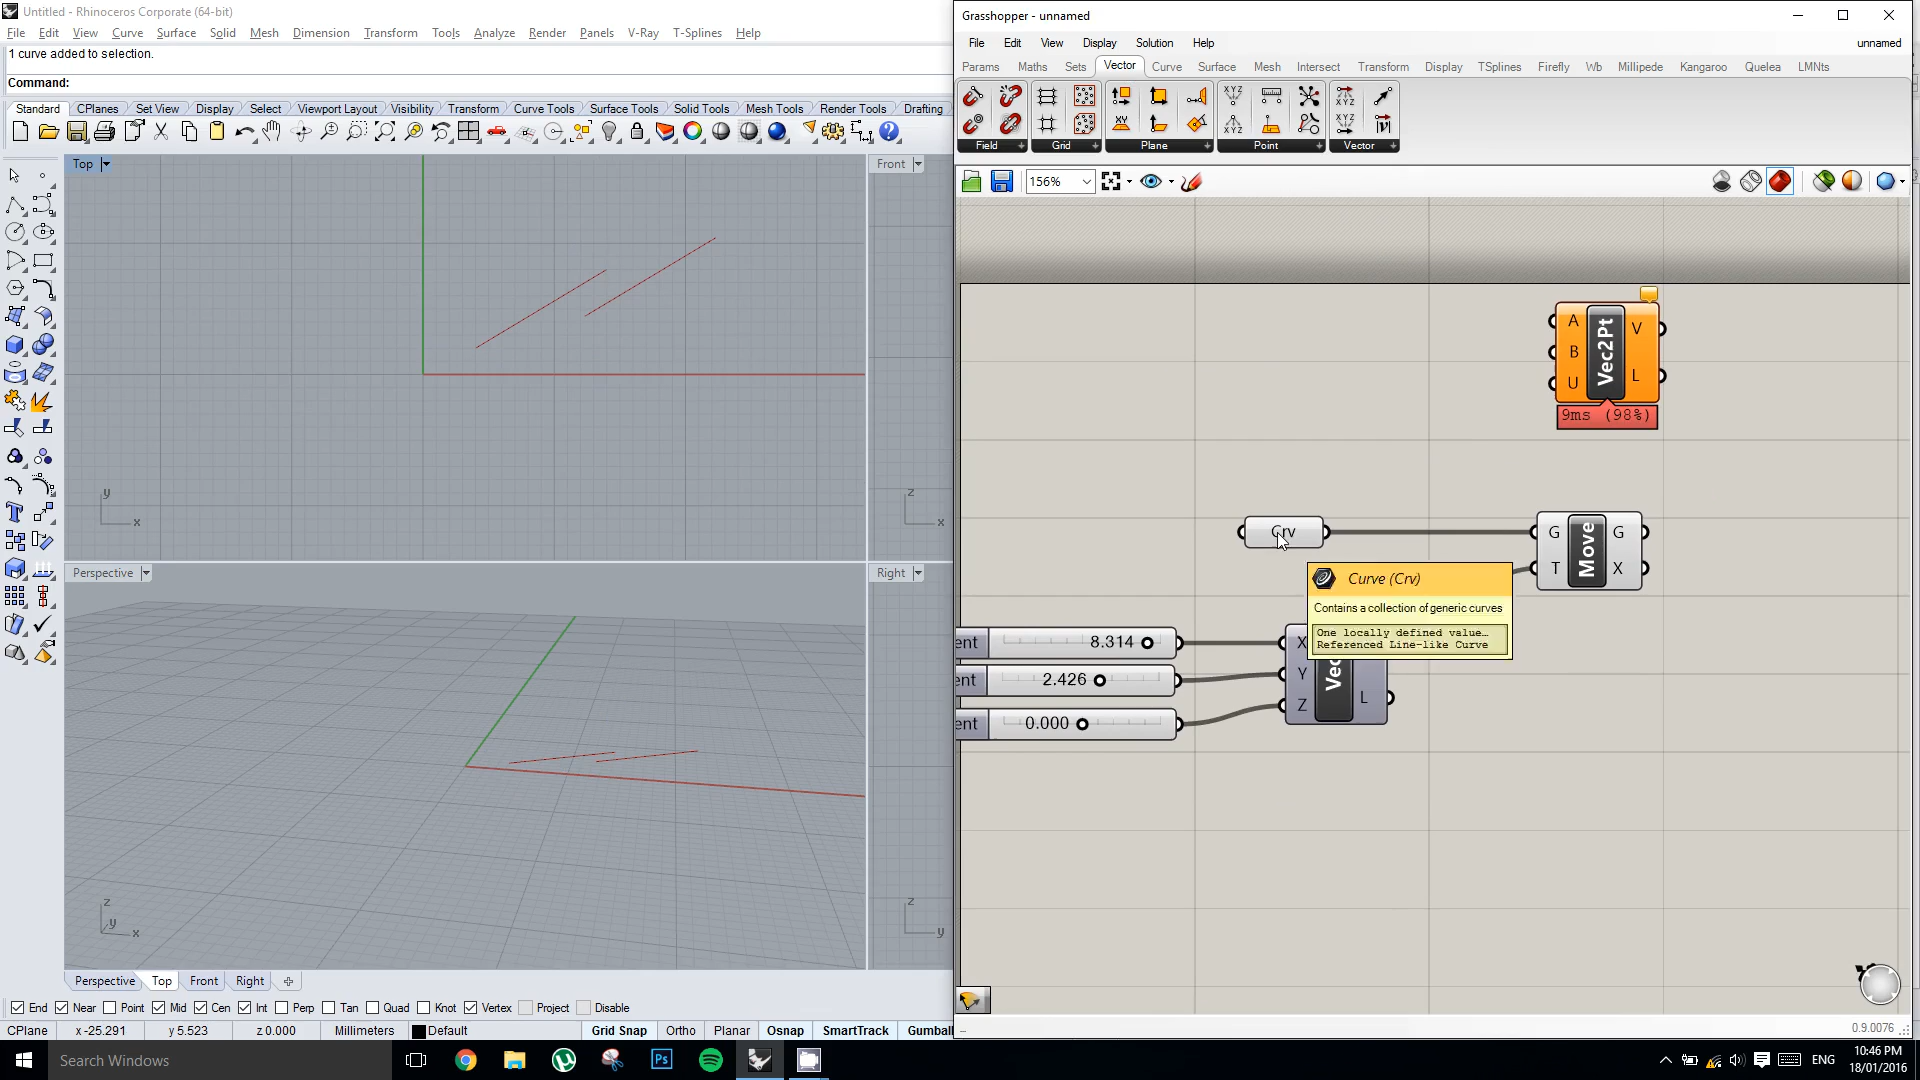 Untitled - Rhinoceros Corporate (64-bit)
File Edit View Curve Surface Solid Mesh Dimension Transform Tools Analyze Render Panels V-Ray T-Splines Help
1 curve added to selection.
Command:
Standard CPlanes Set View Display Select Viewport Layout Visibility Transform Curve Tools Surface Tools Solid Tools Mesh Tools Render Tools Drafting
Top
Front
y
x
z
x
Perspective
Right
z
y
x
z
y
Perspective Top Front Right
End Near Point Mid Cen Int Perp Tan Quad Knot Vertex Project Disable
CPlane x -25.291 y 5.523 z 0.000 Millimeters Default Grid Snap Ortho Planar Osnap SmartTrack Gumball
Grasshopper - unnamed
File Edit View Display Solution Help
unnamed
Params Maths Sets Vector Curve Surface Mesh Intersect Transform Display TSplines Firefly Wb Millipede Kangaroo Quelea LMNts
Field Grid Plane Point Vector
156%
A
B
U
Vec2Pt
V
L
9ms (98%)
Crv
G
T
Move
G
X
Curve (Crv)
Contains a collection of generic curves
One locally defined value…
Referenced Line-like Curve
ent 8.314
ent 2.426
ent 0.000
X
Y
Z
L
0.9.0076
Search Windows
Ps
ENG
10:46 PM
18/01/2016